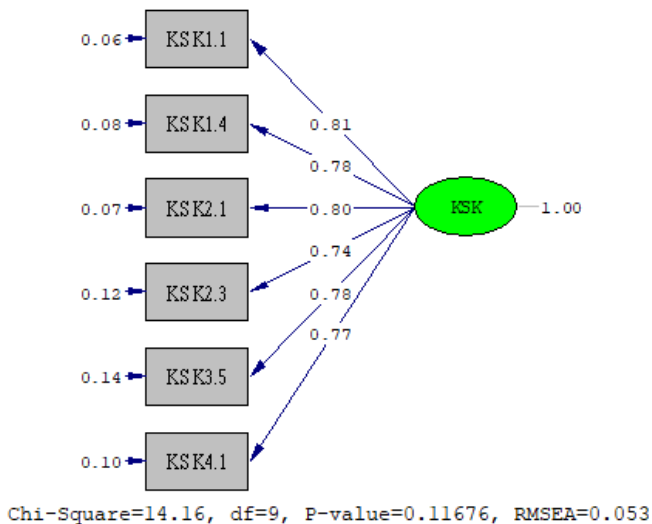 0.06 KSK1.1
0.81
0.08 KSK1.4
0.78
0.07 KSK2.1 0.80 KSK 1.00
0.74
0.12 KSK2.3
0.78
0.77
0.14 KSK3.5
0.10 KSK4.1
Chi-Square=14.16, df=9, P-value=0.11676, RMSEA=0.053